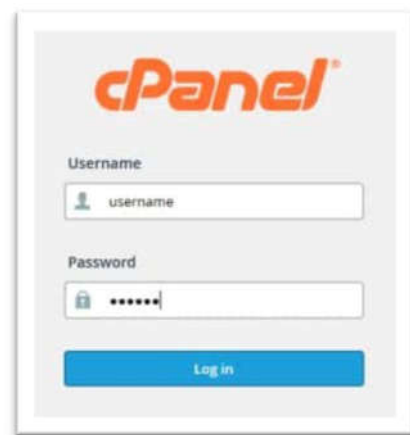 cPanel®
Username
username
Password
••••••
Log in